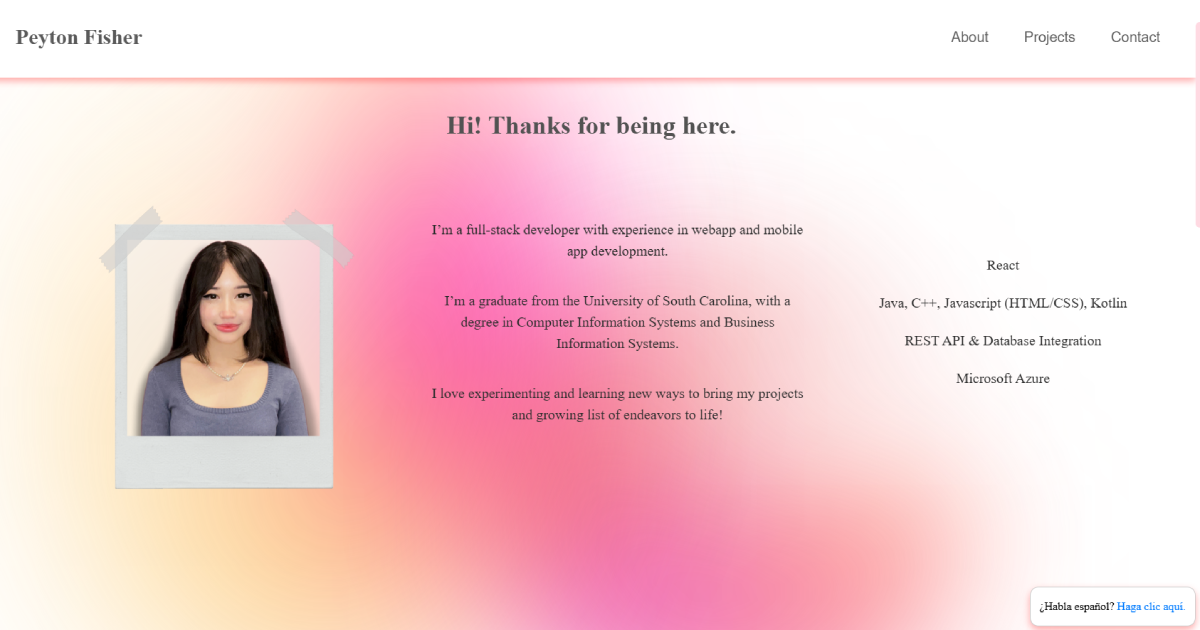 Peyton Fisher
About
Projects
Contact
Hi! Thanks for being here.
I’m a full-stack developer with experience in webapp and mobile
app development.
I’m a graduate from the University of South Carolina, with a
degree in Computer Information Systems and Business
Information Systems.
I love experimenting and learning new ways to bring my projects
and growing list of endeavors to life!
React
Java, C++, Javascript (HTML/CSS), Kotlin
REST API & Database Integration
Microsoft Azure
¿Habla español? Haga clic aquí.